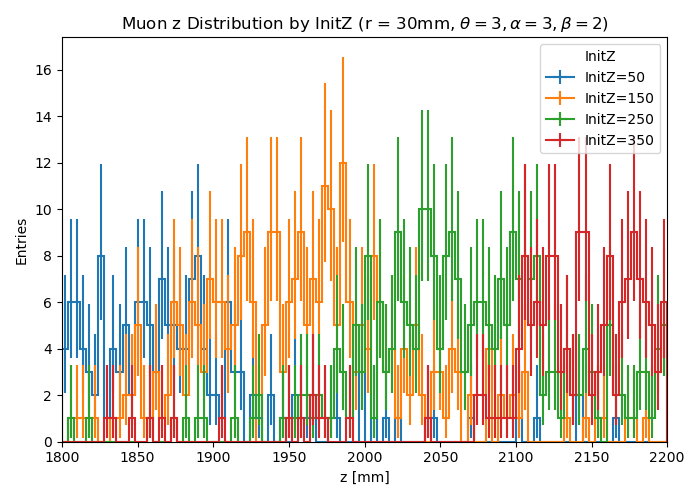 Muon z Distribution by InitZ (r = 30mm, θ = 3, α = 3, β = 2)
InitZ
InitZ=50
InitZ=150
InitZ=250
InitZ=350
Entries
16
14
12
10
8
6
4
2
0
1800 1850 1900 1950 2000 2050 2100 2150 2200
z [mm]